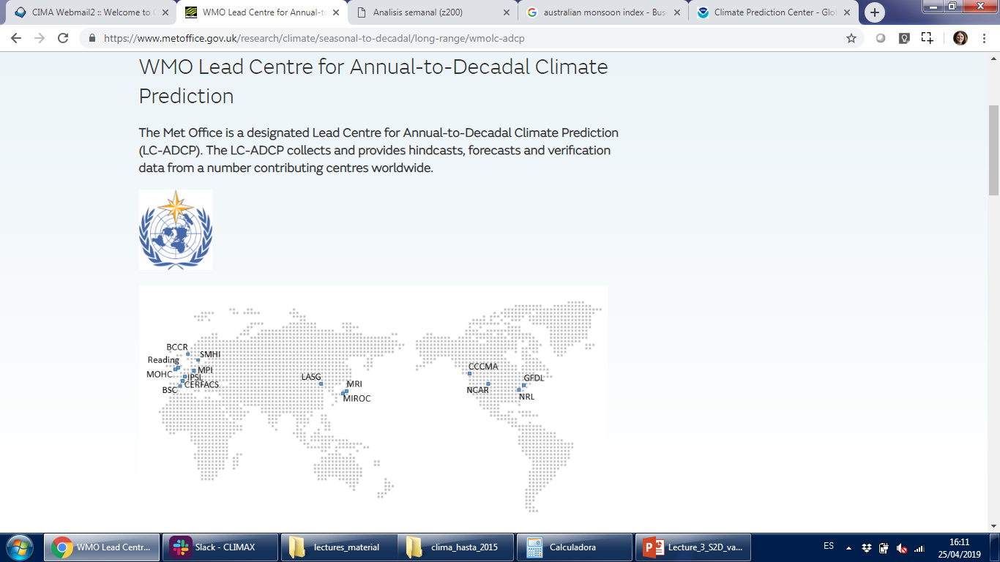 CIMA Webmail2 :: Welcome to C
WMO Lead Centre for Annual-t
Analisis semanal (z200)
australian monsoon index - Bus
Climate Prediction Center - Glo
https://www.metoffice.gov.uk/research/climate/seasonal-to-decadal/long-range/wmolc-adcp
WMO Lead Centre for Annual-to-Decadal Climate
Prediction
The Met Office is a designated Lead Centre for Annual-to-Decadal Climate Prediction
(LC-ADCP). The LC-ADCP collects and provides hindcasts, forecasts and verification
data from a number contributing centres worldwide.
BCCR
SMHI
Reading
MPI
MOHC
IPSL
CERFACS
BSC
LASG
MRI
MIROC
CCCMA
GFDL
NCAR
NRL
WMO Lead Centr...
Slack - CLIMAX
lectures_material
clima_hasta_2015
Calculadora
Lecture_3_S2D_va...
ES
16:11
25/04/2019